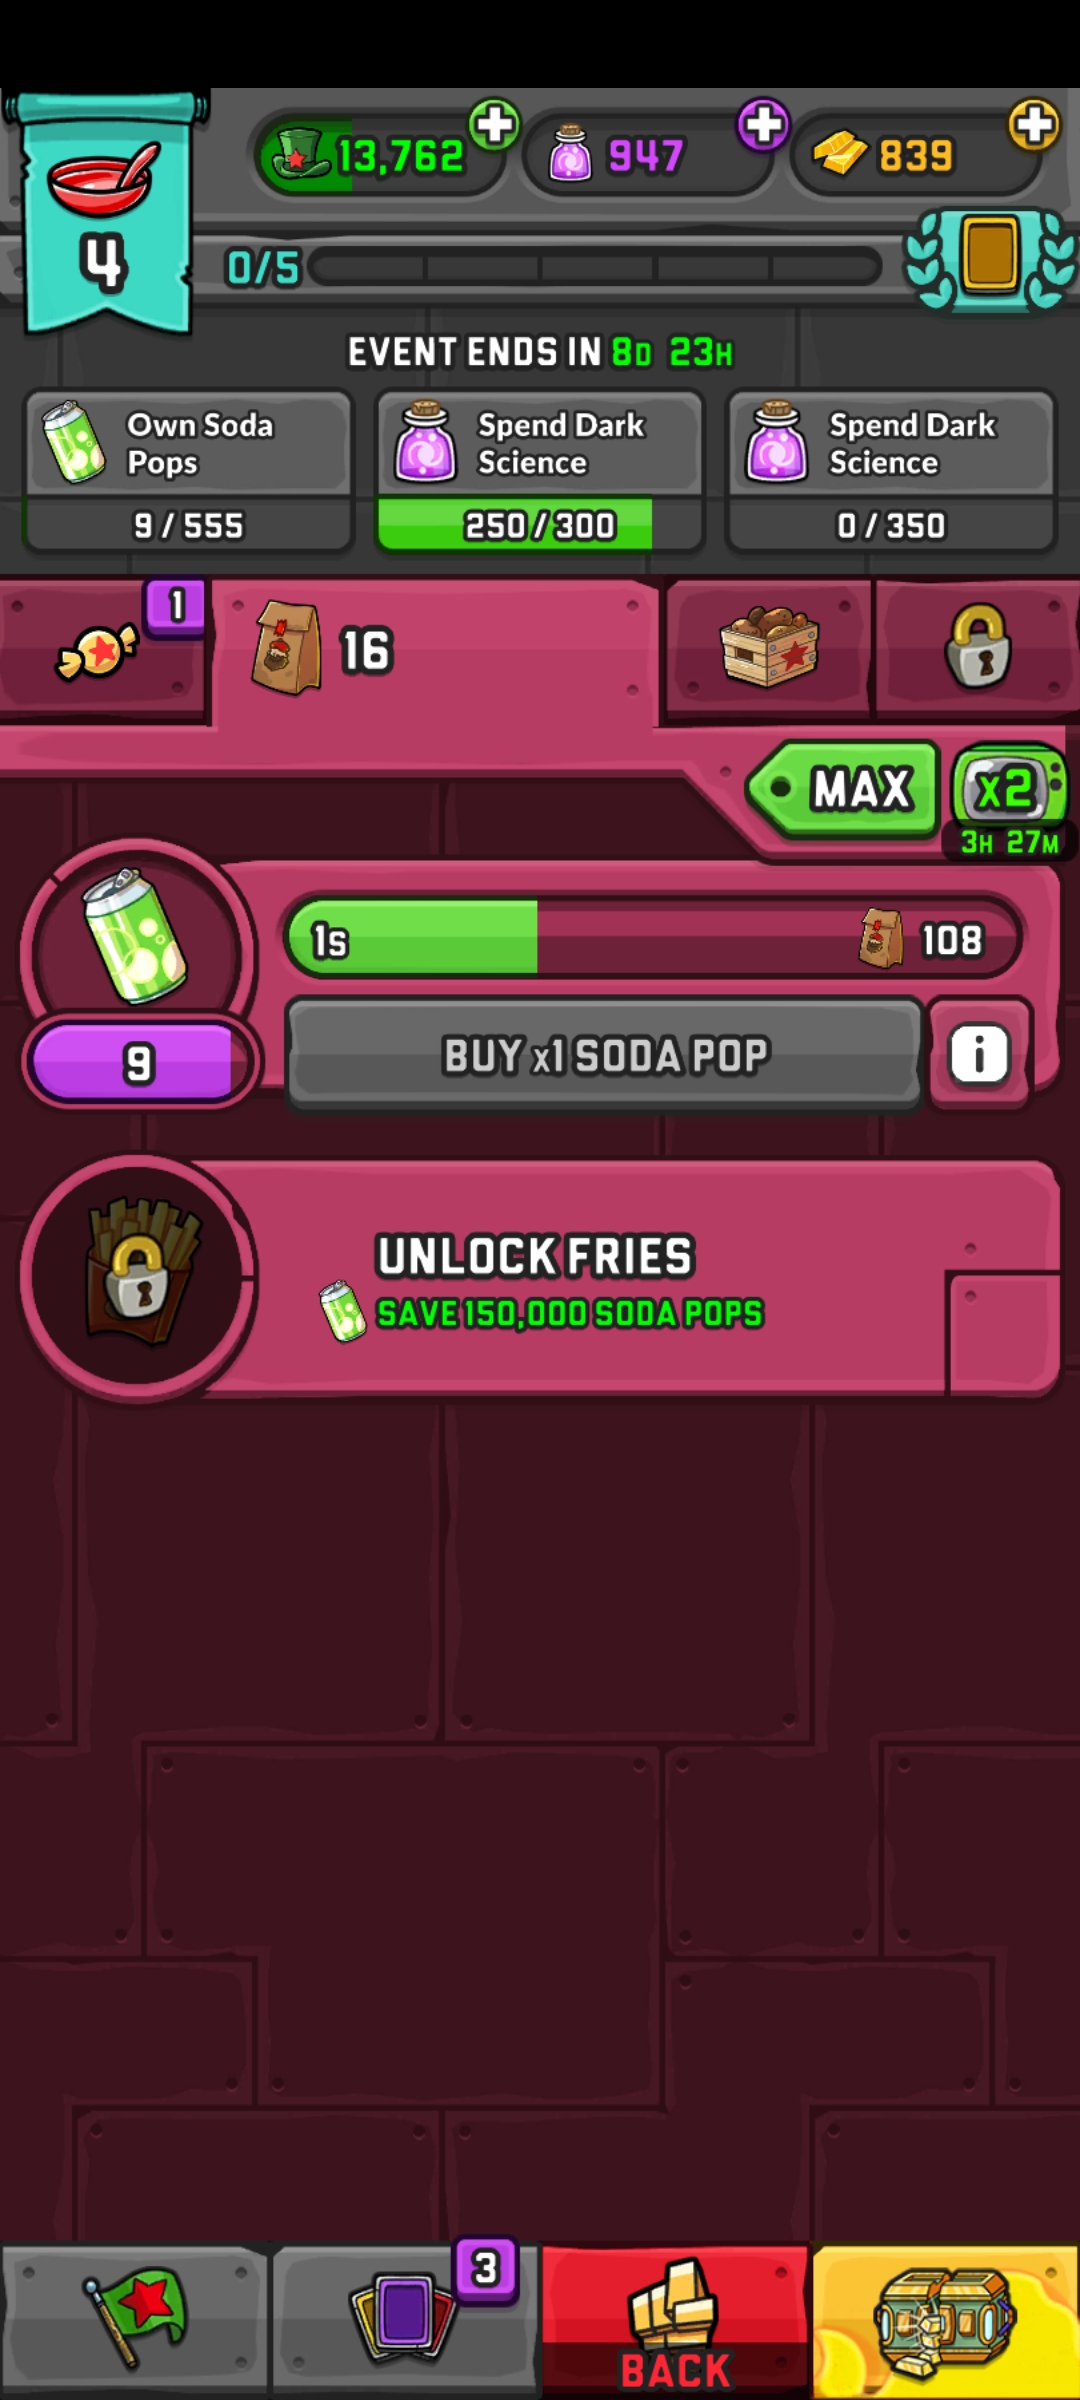 13,762
947
839
4
0/5
EVENT ENDS IN 8D 23H
Own Soda
Pops
9 / 555
Spend Dark
Science
250 / 300
Spend Dark
Science
0 / 350
1
16
MAX
x2
3H 27M
1s
108
9
BUY x1 SODA POP
i
UNLOCK FRIES
SAVE 150,000 SODA POPS
3
BACK